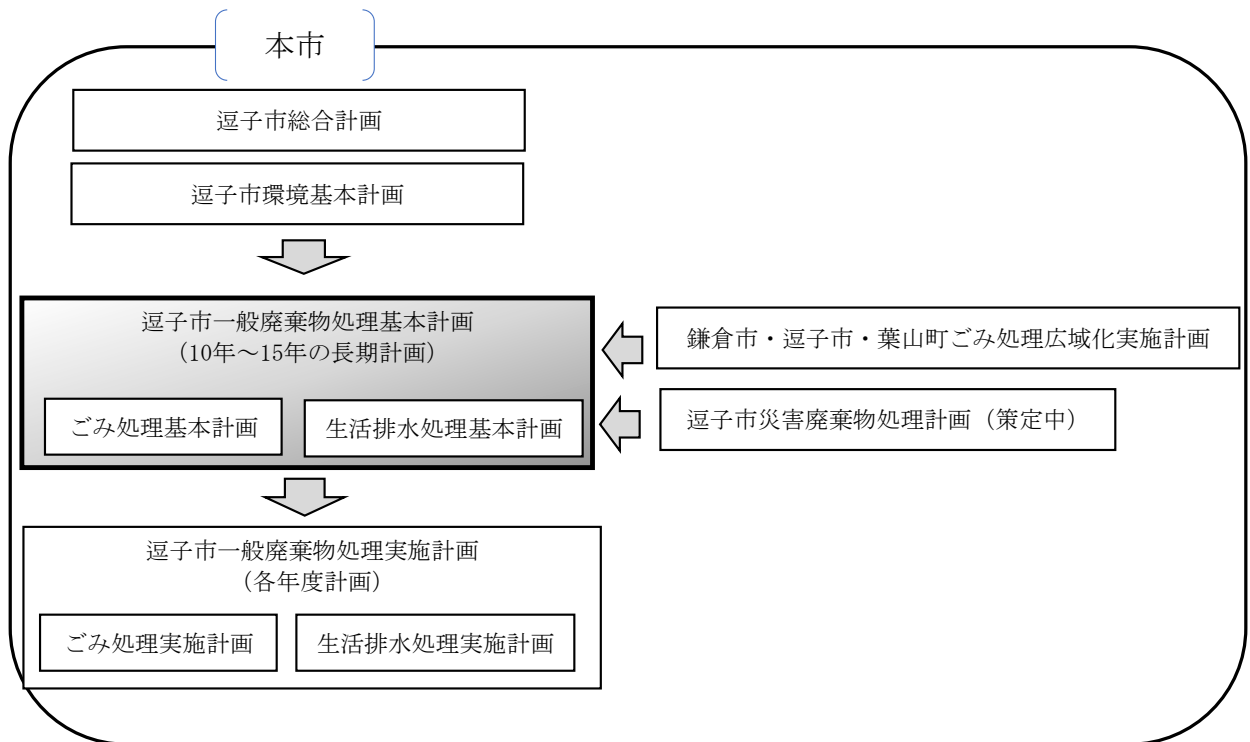 本市
逗子市総合計画
逗子市環境基本計画
逗子市一般廃棄物処理基本計画
（10年～15年の長期計画）
ごみ処理基本計画
生活排水処理基本計画
鎌倉市・逗子市・葉山町ごみ処理広域化実施計画
逗子市災害廃棄物処理計画（策定中）
逗子市一般廃棄物処理実施計画
（各年度計画）
ごみ処理実施計画
生活排水処理実施計画